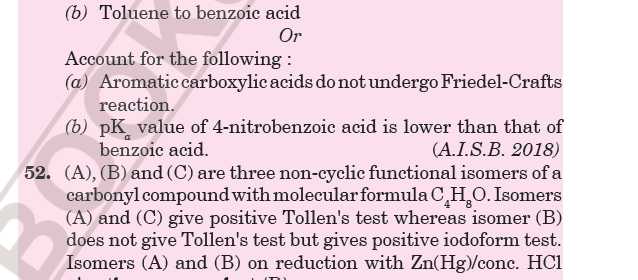 (b) Toluene to benzoic acid
Or
Account for the following :
(a) Aromatic carboxylic acids do not undergo Friedel-Crafts
reaction.
(b) pKₐ value of 4-nitrobenzoic acid is lower than that of
benzoic acid. (A.I.S.B. 2018)
52. (A), (B) and (C) are three non-cyclic functional isomers of a
carbonyl compound with molecular formula C₄H₈O. Isomers
(A) and (C) give positive Tollen's test whereas isomer (B)
does not give Tollen's test but gives positive iodoform test.
Isomers (A) and (B) on reduction with Zn(Hg)/conc. HCl